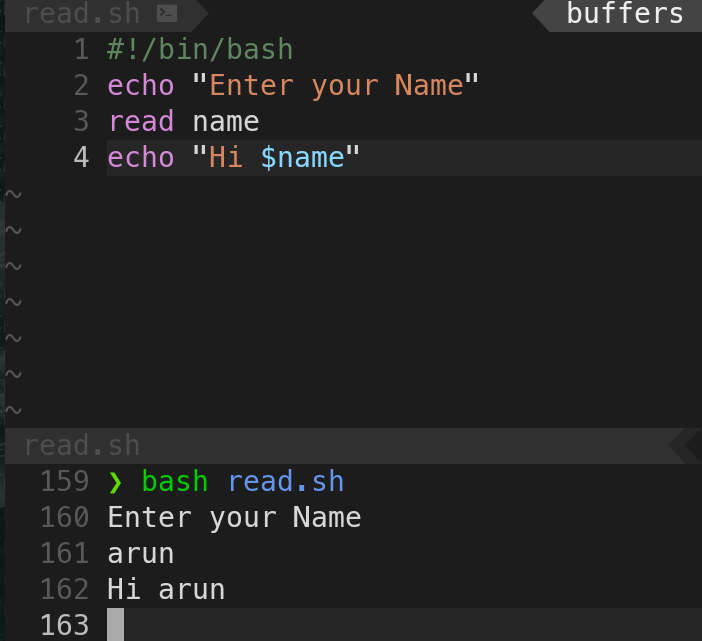 read.sh buffers
1 #!/bin/bash
2 echo "Enter your Name"
3 read name
4 echo "Hi $name"
~
~
~
~
~
~
~
read.sh
159 ❯ bash read.sh
160 Enter your Name
161 arun
162 Hi arun
163